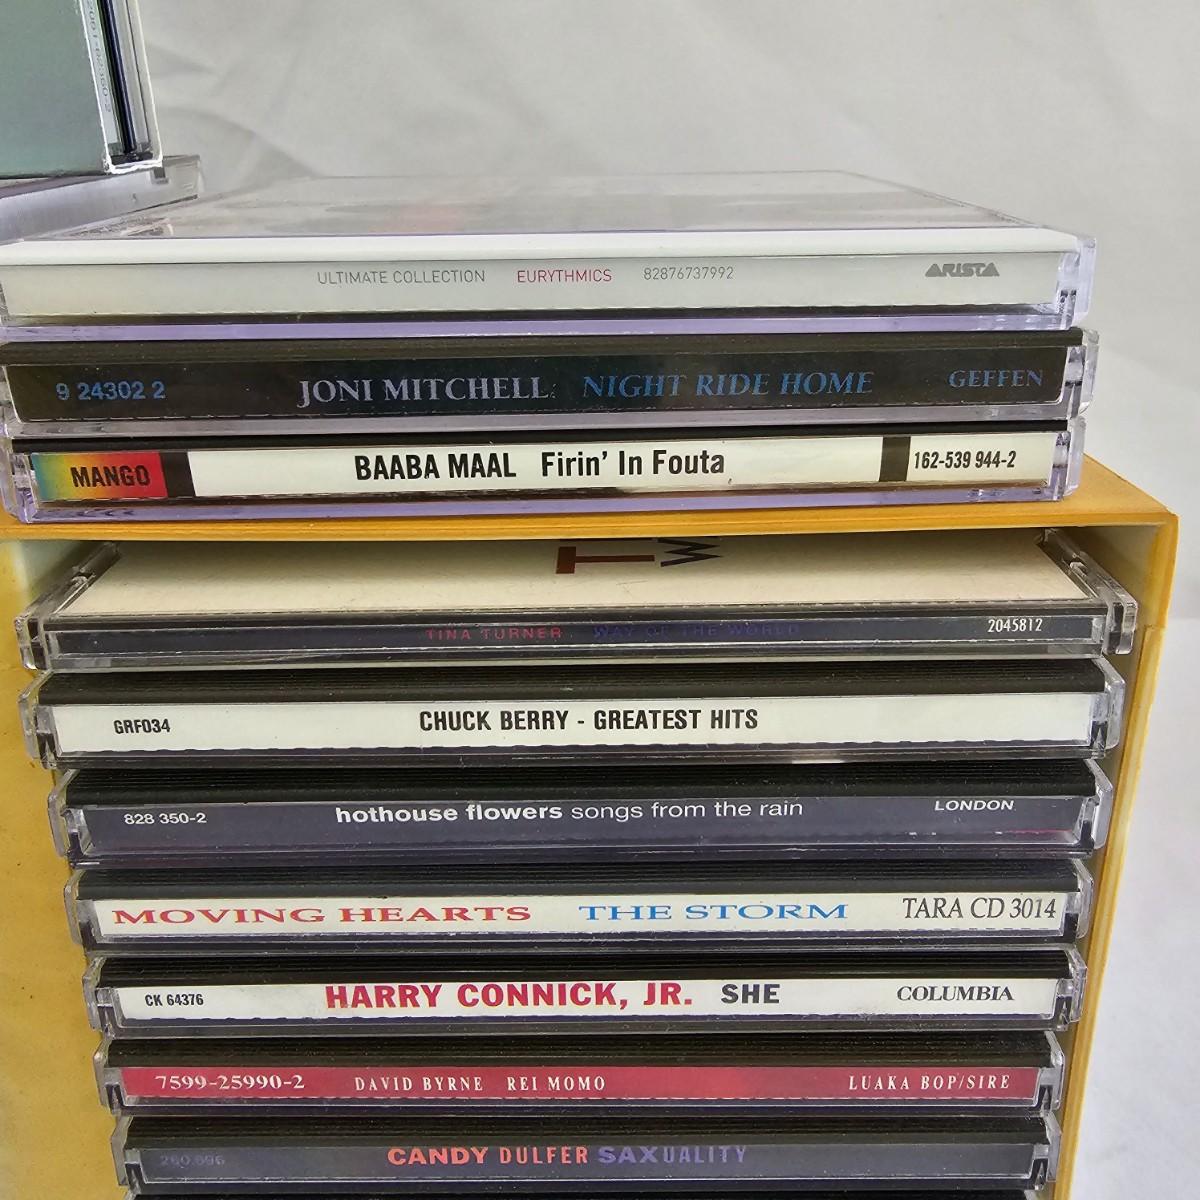 ULTIMATE COLLECTION EURYTHMICS 82876737992 ARISTA
9 24302 2 JONI MITCHELL: NIGHT RIDE HOME GEFFEN
MANGO BAABA MAAL Firin' In Fouta 162-539 944-2
T W
TINA TURNER WAY OF THE WORLD 2045812
GRF034 CHUCK BERRY - GREATEST HITS
828 350-2 hothouse flowers songs from the rain LONDON
MOVING HEARTS THE STORM TARA CD 3014
CK 64376 HARRY CONNICK, JR. SHE COLUMBIA
7599-25990-2 DAVID BYRNE REI MOMO LUAKA BOP/SIRE
260.696 CANDY DULFER SAXUALITY